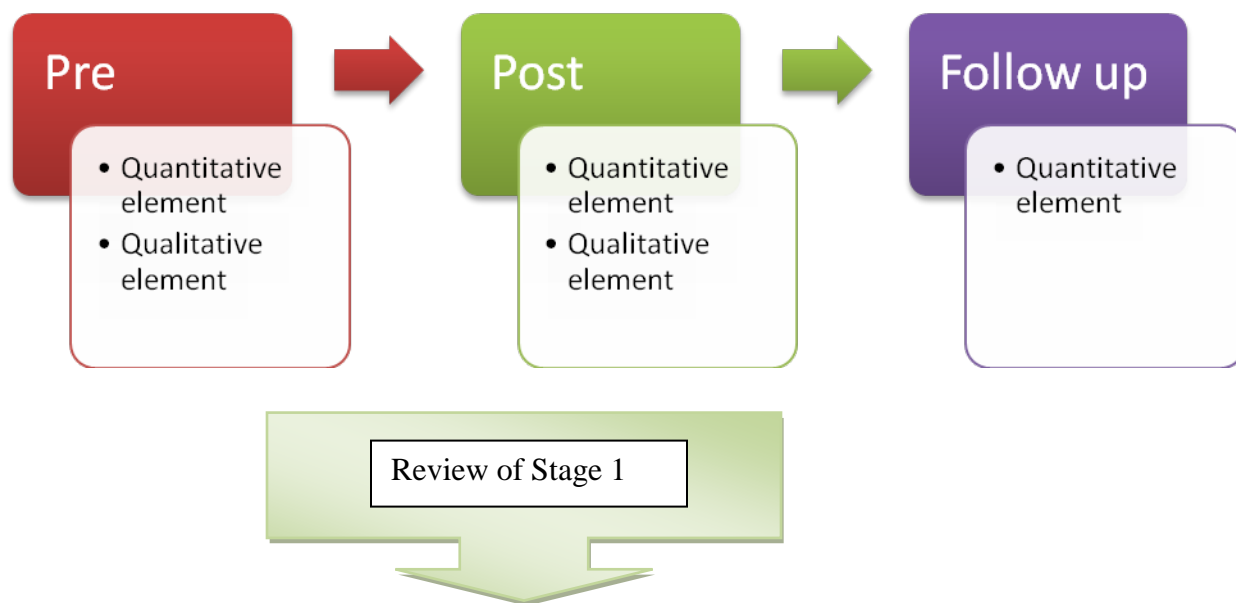 Pre
• Quantitative
element
• Qualitative
element
Post
• Quantitative
element
• Qualitative
element
Follow up
• Quantitative
element
Review of Stage 1